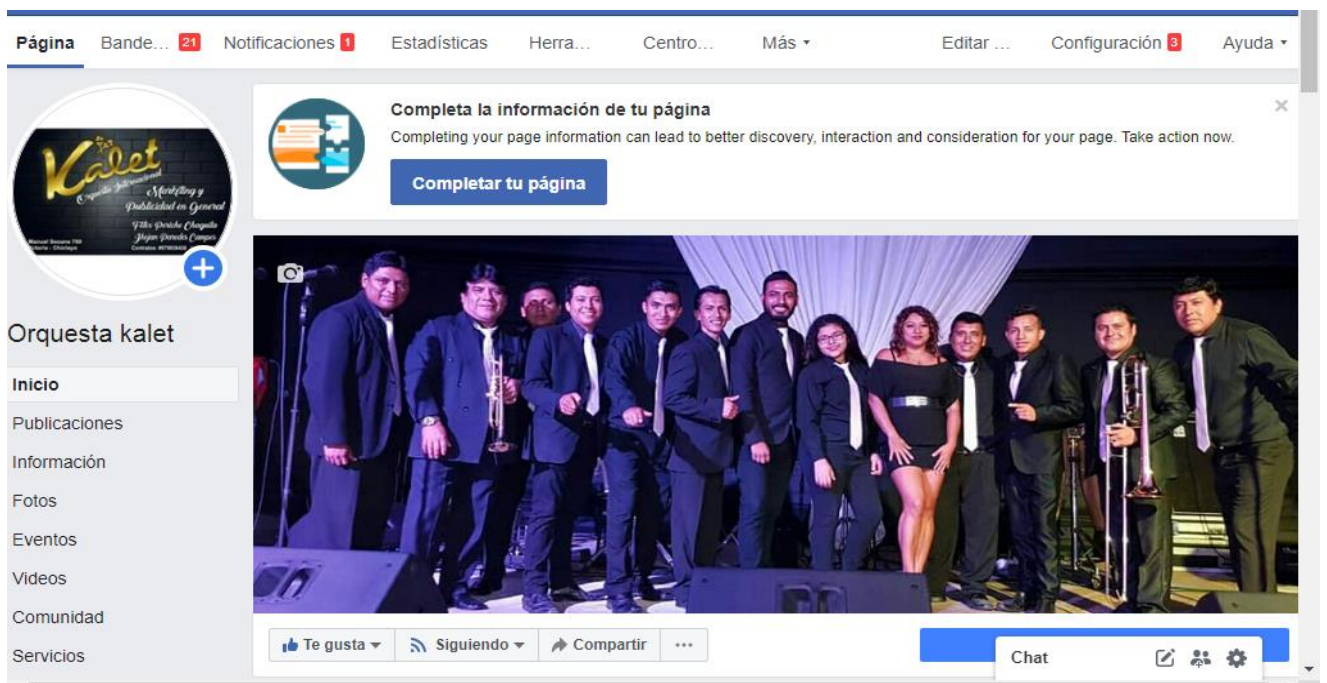 Página Bande... 21 Notificaciones 1 Estadísticas Herra... Centro... Más Editar ... Configuración 3 Ayuda
Completa la información de tu página
Completing your page information can lead to better discovery, interaction and consideration for your page. Take action now.
Completar tu página
Kalet
Orquesta Internacional
Marketing y
Publicidad en General
Orquesta kalet
Inicio
Publicaciones
Información
Fotos
Eventos
Videos
Comunidad
Servicios
Te gusta Siguiendo Compartir ...
Chat